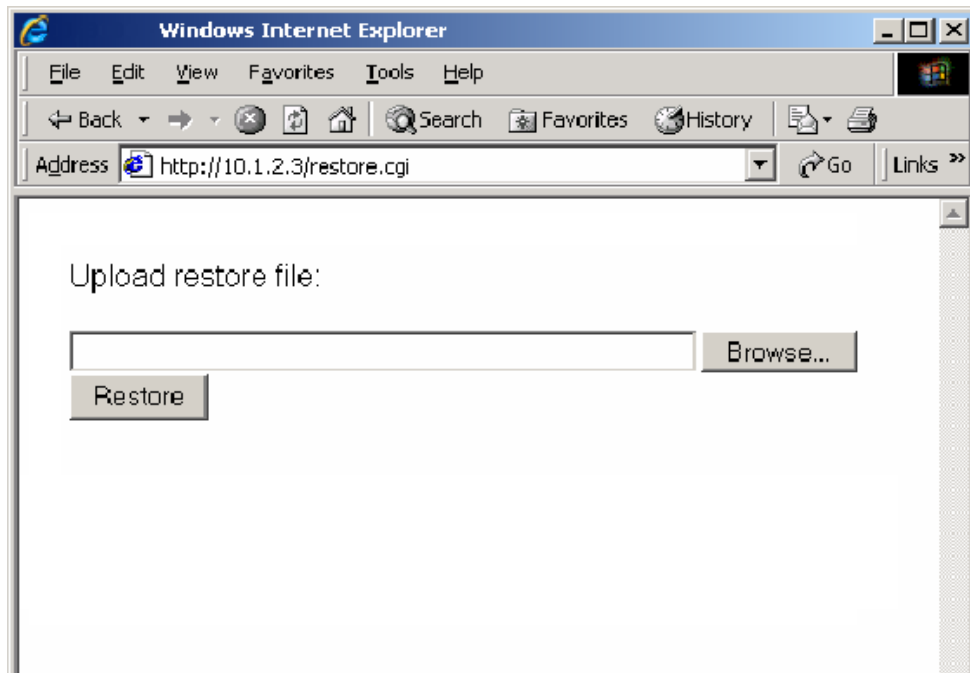 Windows Internet Explorer
File Edit View Favorites Tools Help
Back Search Favorites History
Address http://10.1.2.3/restore.cgi Go Links »
Upload restore file:
Browse...
Restore